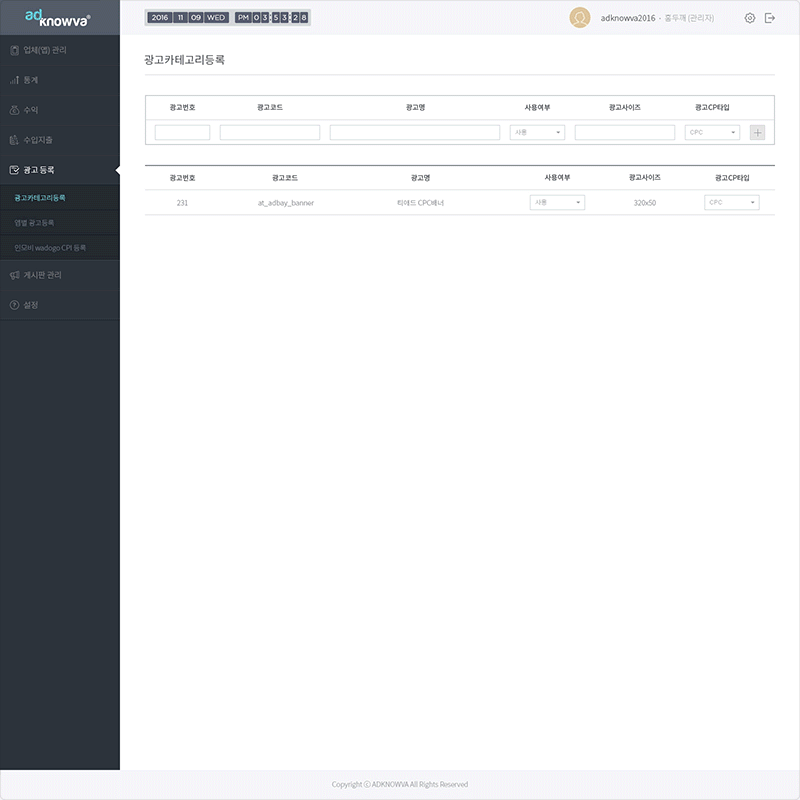 adknowva®
2016 11 09 WED PM 03:53:28
adknowva2016 - 홍두깨 (관리자)
업체(앱) 관리
통계
수익
수입지출
광고 등록
광고카테고리등록
앱별 광고등록
인모비 wadogo CPI 등록
게시판 관리
설정
광고카테고리등록
광고번호 광고코드 광고명 사용여부 광고사이즈 광고CP타입
사용 CPC
광고번호 광고코드 광고명 사용여부 광고사이즈 광고CP타입
231 at_adbay_banner 티애드 CPC배너 사용 320x50 CPC
Copyright ⓒ ADKNOWVA All Rights Reserved